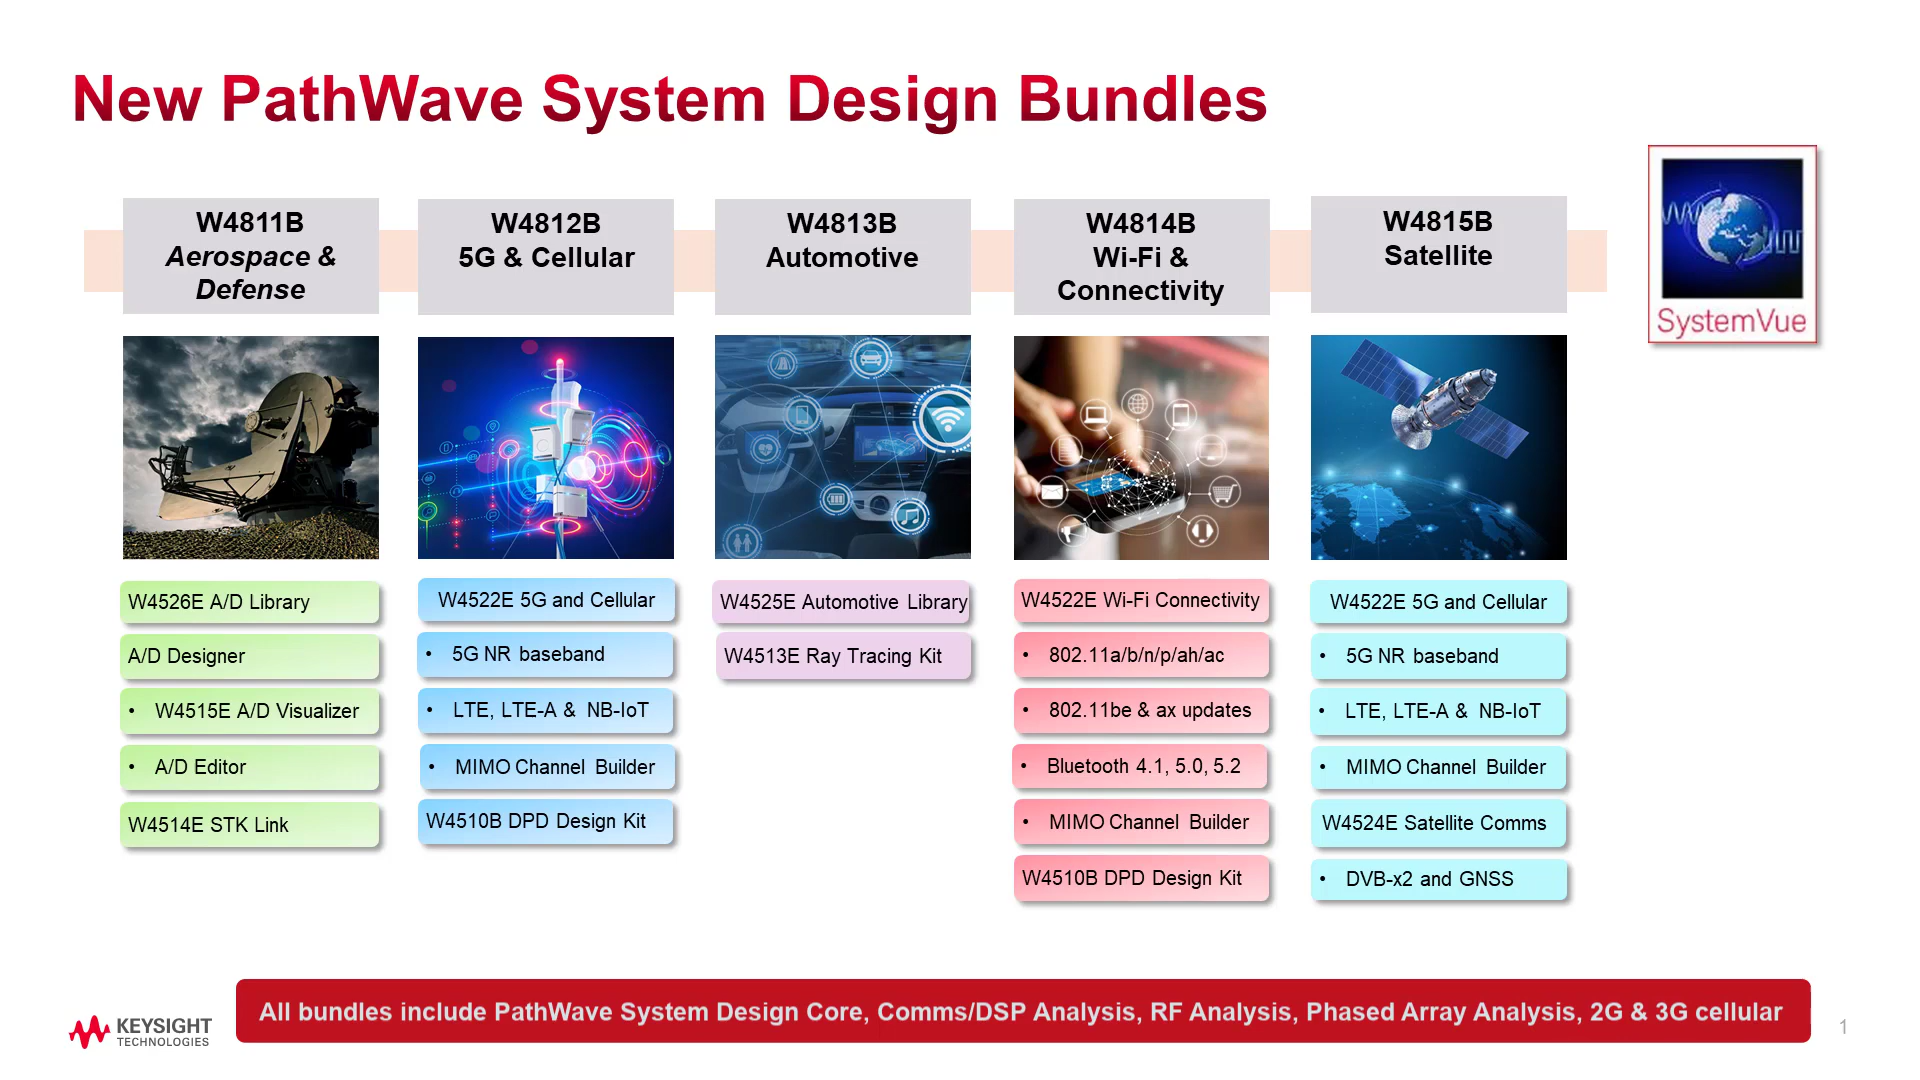 New PathWave System Design Bundles
W4811B
Aerospace &
Defense
W4812B
5G & Cellular
W4813B
Automotive
W4814B
Wi-Fi &
Connectivity
W4815B
Satellite
SystemVue
W4526E A/D Library
A/D Designer
• W4515E A/D Visualizer
• A/D Editor
W4514E STK Link
W4522E 5G and Cellular
• 5G NR baseband
• LTE, LTE-A & NB-IoT
• MIMO Channel Builder
W4510B DPD Design Kit
W4525E Automotive Library
W4513E Ray Tracing Kit
W4522E Wi-Fi Connectivity
• 802.11a/b/n/p/ah/ac
• 802.11be & ax updates
• Bluetooth 4.1, 5.0, 5.2
• MIMO Channel Builder
W4510B DPD Design Kit
W4522E 5G and Cellular
• 5G NR baseband
• LTE, LTE-A & NB-IoT
• MIMO Channel Builder
W4524E Satellite Comms
• DVB-x2 and GNSS
KEYSIGHT
TECHNOLOGIES
All bundles include PathWave System Design Core, Comms/DSP Analysis, RF Analysis, Phased Array Analysis, 2G & 3G cellular
1